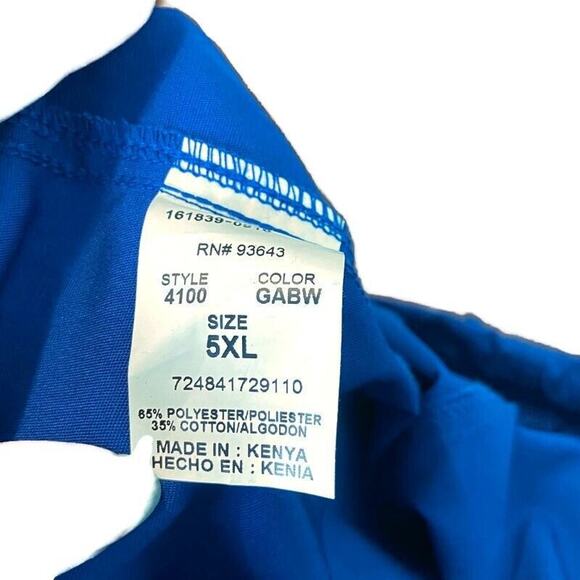 RN# 93643
STYLE COLOR
4100 GABW
SIZE
5XL
724841729110
65% POLYESTER/POLIESTER
35% COTTON/ALGODON
MADE IN : KENYA
HECHO EN : KENIA